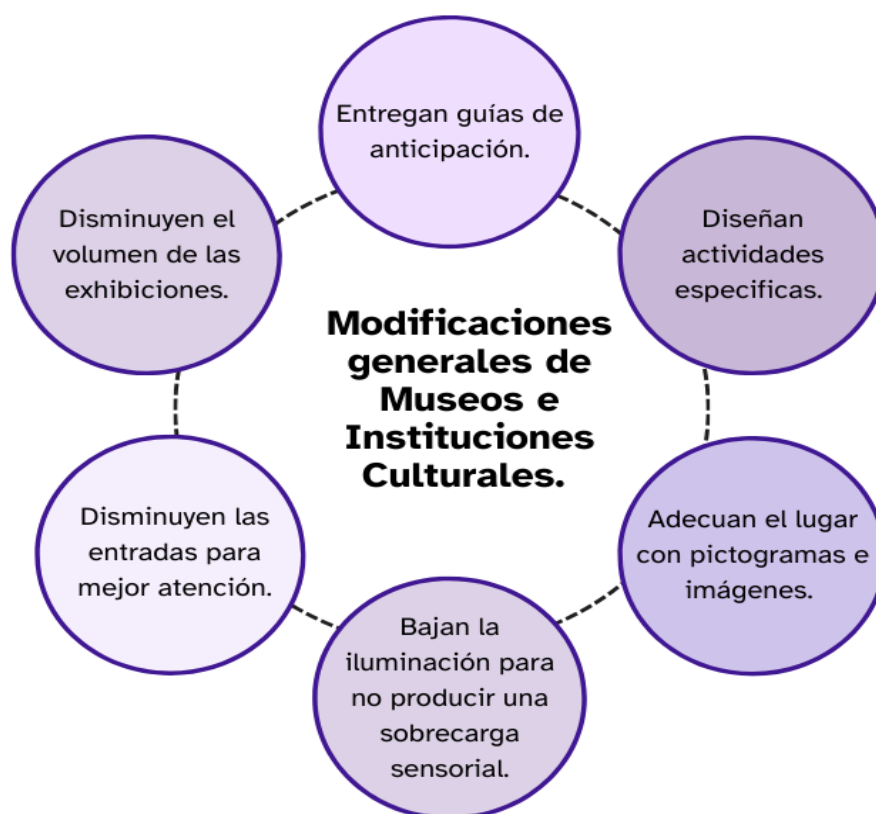 Entregan guías de
anticipación.
Disminuyen el
volumen de las
exhibiciones.
Diseñan
actividades
especificas.
Modificaciones
generales de
Museos e
Instituciones
Culturales.
Disminuyen las
entradas para
mejor atención.
Adecuan el lugar
con pictogramas e
imágenes.
Bajan la
iluminación para
no producir una
sobrecarga
sensorial.